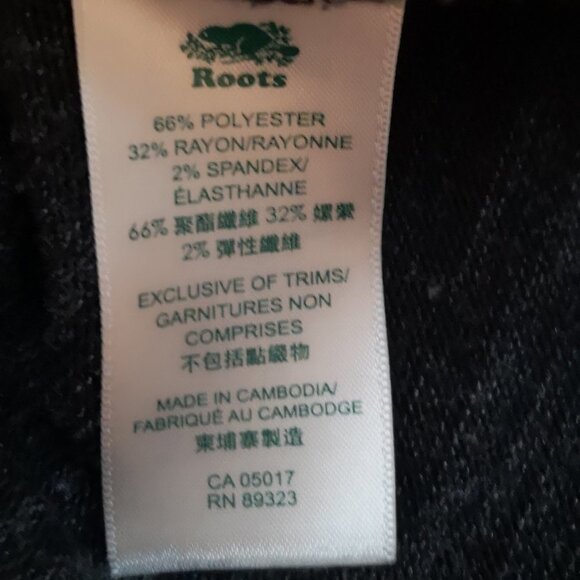 Roots
66% POLYESTER
32% RAYON/RAYONNE
2% SPANDEX/
ÉLASTHANNE
66% 聚酯纖維 32% 嫘縈
2% 彈性纖維
EXCLUSIVE OF TRIMS/
GARNITURES NON
COMPRISES
不包括點綴物
MADE IN CAMBODIA/
FABRIQUÉ AU CAMBODGE
柬埔寨製造
CA 05017
RN 89323